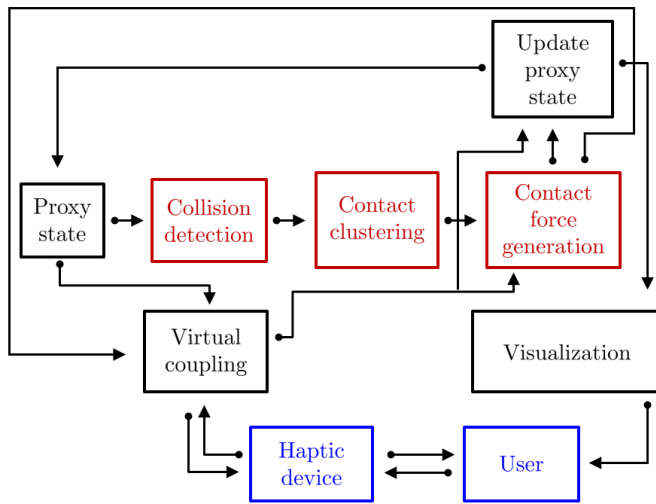 Update
proxy
state
Proxy
state
Collision
detection
Contact
clustering
Contact
force
generation
Virtual
coupling
Visualization
Haptic
device
User